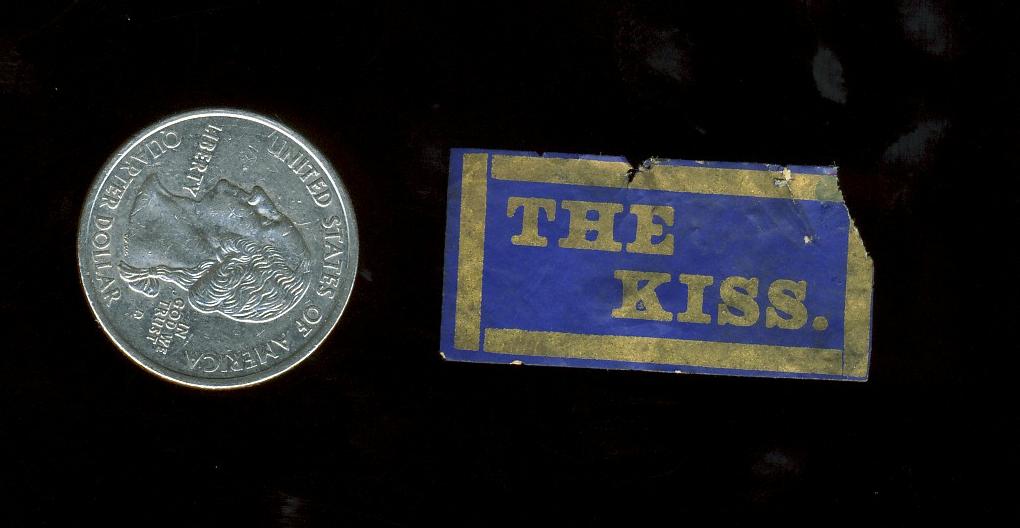 UNITED STATES OF AMERICA
LIBERTY
IN
GOD WE
TRUST
QUARTER DOLLAR
THE
KISS.